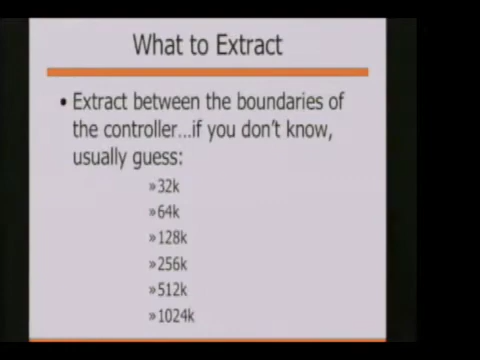 What to Extract
• Extract between the boundaries of
the controller...if you don't know,
usually guess:
»32k
»64k
»128k
»256k
»512k
»1024k